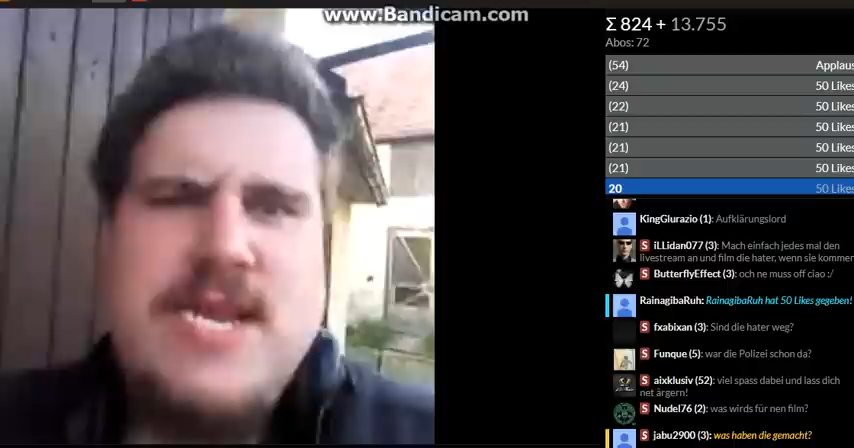 www.Bandicam.com
Σ 824 + 13.755
Abos: 72
(54) Applaus
(24) 50 Likes
(22) 50 Likes
(21) 50 Likes
(21) 50 Likes
(21) 50 Likes
20 50 Likes
KingGlurazio (1): Aufklärungslord
S iLLidan077 (3): Mach einfach jedes mal den
livestream an und film die hater, wenn sie kommen
S ButterflyEffect (3): och ne muss off ciao :/
RainagibaRuh: RainagibaRuh hat 50 Likes gegeben!
S fxabixan (3): Sind die hater weg?
S Funque (5): war die Polizei schon da?
S aixklusiv (52): viel spass dabei und lass dich
net ärgern!
S Nudel76 (2): was wirds für nen film?
S jabu2900 (3): was haben die gemacht?